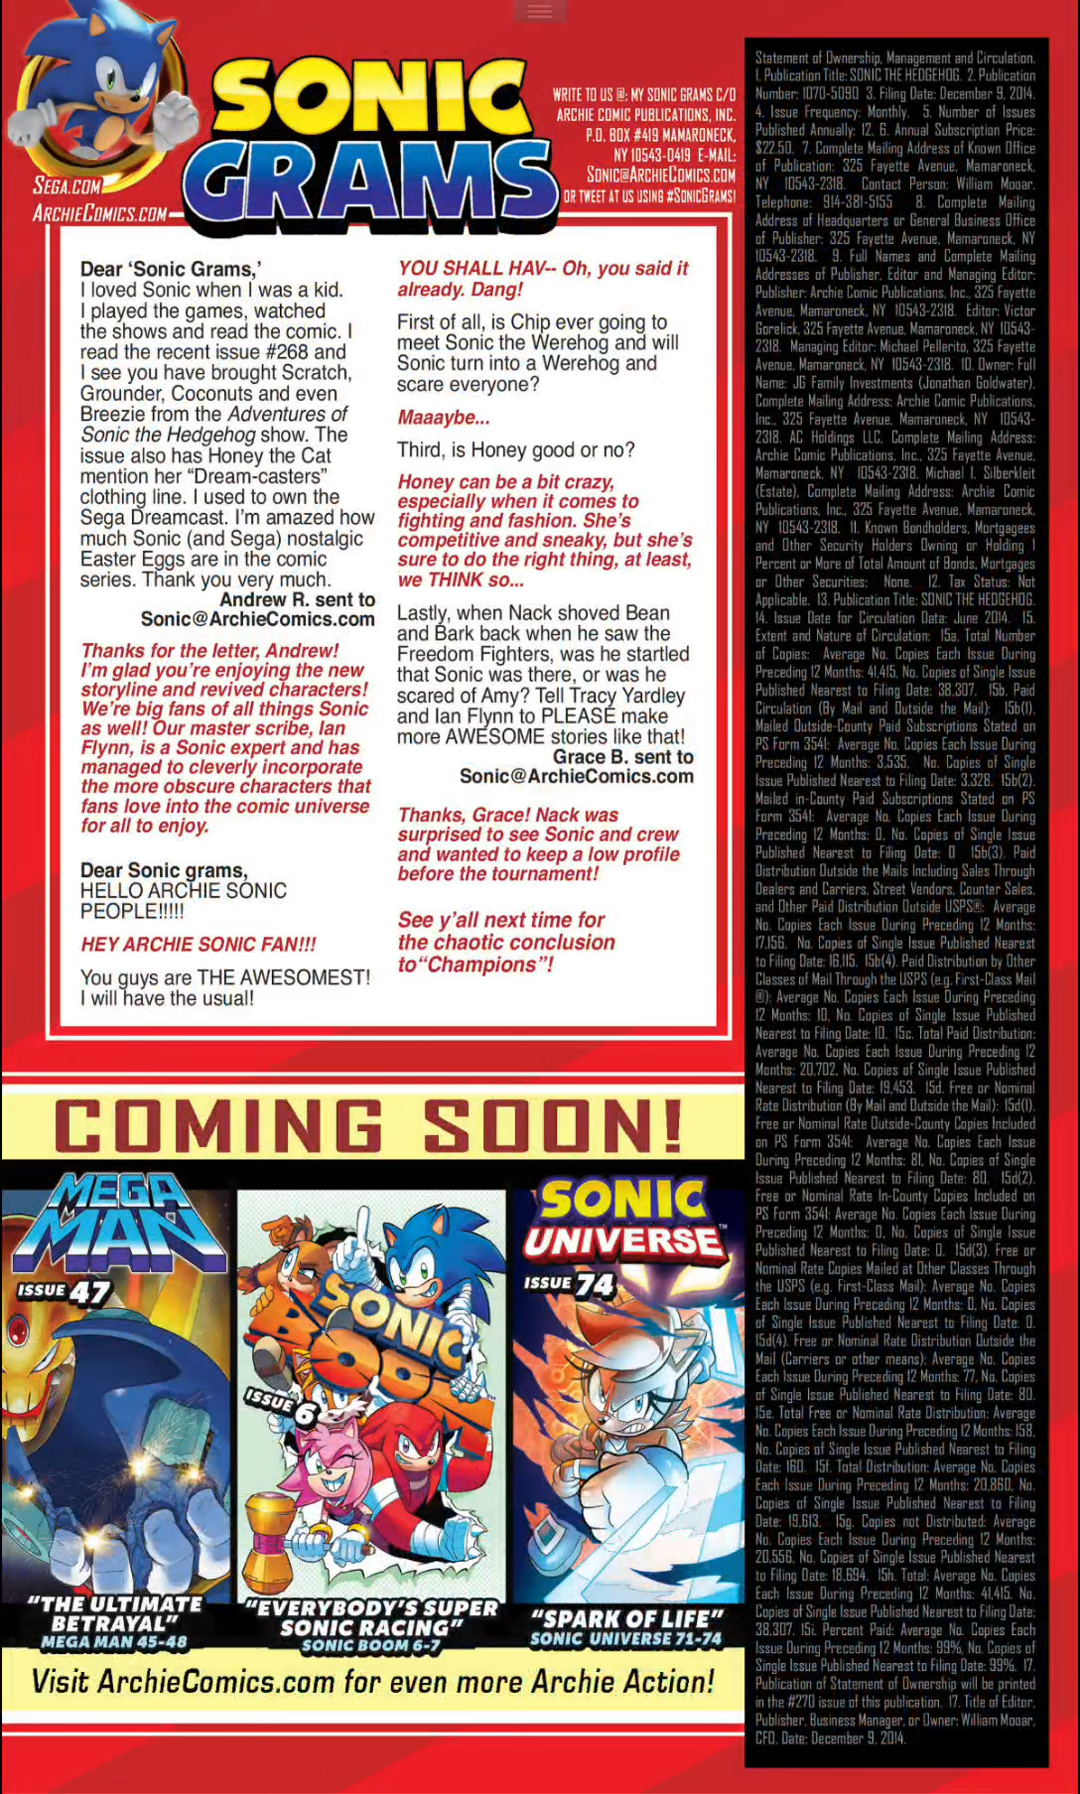 SONIC
GRAMS
SEGA.COM
ARCHIECOMICS.COM
WRITE TO US @: MY SONIC GRAMS C/O
ARCHIE COMIC PUBLICATIONS, INC.
P.O. BOX #419 MAMARONECK,
NY 10543-0419 E-MAIL:
SONIC@ARCHIECOMICS.COM
OR TWEET AT US USING #SONICGRAMS!
Dear ‘Sonic Grams,’
I loved Sonic when I was a kid.
I played the games, watched
the shows and read the comic. I
read the recent issue #268 and
I see you have brought Scratch,
Grounder, Coconuts and even
Breezie from the Adventures of
Sonic the Hedgehog show. The
issue also has Honey the Cat
mention her “Dream-casters”
clothing line. I used to own the
Sega Dreamcast. I’m amazed how
much Sonic (and Sega) nostalgic
Easter Eggs are in the comic
series. Thank you very much.
Andrew R. sent to
Sonic@ArchieComics.com
Thanks for the letter, Andrew!
I’m glad you’re enjoying the new
storyline and revived characters!
We’re big fans of all things Sonic
as well! Our master scribe, Ian
Flynn, is a Sonic expert and has
managed to cleverly incorporate
the more obscure characters that
fans love into the comic universe
for all to enjoy.
Dear Sonic grams,
HELLO ARCHIE SONIC
PEOPLE!!!!!
HEY ARCHIE SONIC FAN!!!
You guys are THE AWESOMEST!
I will have the usual!
YOU SHALL HAV-- Oh, you said it
already. Dang!
First of all, is Chip ever going to
meet Sonic the Werehog and will
Sonic turn into a Werehog and
scare everyone?
Maaaybe...
Third, is Honey good or no?
Honey can be a bit crazy,
especially when it comes to
fighting and fashion. She’s
competitive and sneaky, but she’s
sure to do the right thing, at least,
we THINK so...
Lastly, when Nack shoved Bean
and Bark back when he saw the
Freedom Fighters, was he startled
that Sonic was there, or was he
scared of Amy? Tell Tracy Yardley
and Ian Flynn to PLEASE make
more AWESOME stories like that!
Grace B. sent to
Sonic@ArchieComics.com
Thanks, Grace! Nack was
surprised to see Sonic and crew
and wanted to keep a low profile
before the tournament!
See y’all next time for
the chaotic conclusion
to“Champions”!
COMING SOON!
MEGA
MAN
ISSUE 47
“THE ULTIMATE
BETRAYAL”
MEGA MAN 45-48
SONIC
BOOM
ISSUE 6
“EVERYBODY’S SUPER
SONIC RACING”
SONIC BOOM 6-7
SONIC
UNIVERSE™
ISSUE 74
“SPARK OF LIFE”
SONIC UNIVERSE 71-74
Visit ArchieComics.com for even more Archie Action!
Statement of Ownership, Management and Circulation.
1. Publication Title: SONIC THE HEDGEHOG. 2. Publication
Number: 1070-5090 3. Filing Date: December 9, 2014.
4. Issue Frequency: Monthly. 5. Number of Issues
Published Annually: 12. 6. Annual Subscription Price:
$22.50. 7. Complete Mailing Address of Known Office
of Publication: 325 Fayette Avenue, Mamaroneck,
NY 10543-2318. Contact Person: William Mooar,
Telephone: 914-381-5155 8. Complete Mailing
Address of Headquarters or General Business Office
of Publisher: 325 Fayette Avenue, Mamaroneck, NY
10543-2318. 9. Full Names and Complete Mailing
Addresses of Publisher, Editor and Managing Editor:
Publisher: Archie Comic Publications, Inc., 325 Fayette
Avenue, Mamaroneck, NY 10543-2318. Editor: Victor
Gorelick, 325 Fayette Avenue, Mamaroneck, NY 10543-
2318. Managing Editor: Michael Pellerito, 325 Fayette
Avenue, Mamaroneck, NY 10543-2318. 10. Owner: Full
Name: JG Family Investments (Jonathan Goldwater),
Complete Mailing Address: Archie Comic Publications,
Inc., 325 Fayette Avenue, Mamaroneck, NY 10543-
2318. AC Holdings LLC, Complete Mailing Address:
Archie Comic Publications, Inc., 325 Fayette Avenue,
Mamaroneck, NY 10543-2318. Michael I. Silberkleit
(Estate), Complete Mailing Address: Archie Comic
Publications, Inc., 325 Fayette Avenue, Mamaroneck,
NY 10543-2318. 11. Known Bondholders, Mortgagees
and Other Security Holders Owning or Holding 1
Percent or More of Total Amount of Bonds, Mortgages
or Other Securities: None. 12. Tax Status: Not
Applicable. 13. Publication Title: SONIC THE HEDGEHOG.
14. Issue Date for Circulation Data: June 2014. 15.
Extent and Nature of Circulation: 15a. Total Number
of Copies: Average No. Copies Each Issue During
Preceding 12 Months: 41,415, No. Copies of Single Issue
Published Nearest to Filing Date: 38,307. 15b. Paid
Circulation (By Mail and Outside the Mail): 15b(1).
Mailed Outside-County Paid Subscriptions Stated on
PS Form 3541: Average No. Copies Each Issue During
Preceding 12 Months: 3,535, No. Copies of Single
Issue Published Nearest to Filing Date: 3,328. 15b(2).
Mailed in-County Paid Subscriptions Stated on PS
Form 3541: Average No. Copies Each Issue During
Preceding 12 Months: 0, No. Copies of Single Issue
Published Nearest to Filing Date: 0 15b(3). Paid
Distribution Outside the Mails Including Sales Through
Dealers and Carriers, Street Vendors, Counter Sales,
and Other Paid Distribution Outside USPS®: Average
No. Copies Each Issue During Preceding 12 Months:
17,156. No. Copies of Single Issue Published Nearest
to Filing Date: 16,115. 15b(4). Paid Distribution by Other
Classes of Mail Through the USPS (e.g. First-Class Mail
®): Average No. Copies Each Issue During Preceding
12 Months: 10, No. Copies of Single Issue Published
Nearest to Filing Date: 10. 15c. Total Paid Distribution:
Average No. Copies Each Issue During Preceding 12
Months: 20,702, No. Copies of Single Issue Published
Nearest to Filing Date: 19,453. 15d. Free or Nominal
Rate Distribution (By Mail and Outside the Mail): 15d(1).
Free or Nominal Rate Outside-County Copies Included
on PS Form 3541: Average No. Copies Each Issue
During Preceding 12 Months: 81, No. Copies of Single
Issue Published Nearest to Filing Date: 80. 15d(2).
Free or Nominal Rate In-County Copies Included on
PS Form 3541: Average No. Copies Each Issue During
Preceding 12 Months: 0, No. Copies of Single Issue
Published Nearest to Filing Date: 0. 15d(3). Free or
Nominal Rate Copies Mailed at Other Classes Through
the USPS (e.g. First-Class Mail): Average No. Copies
Each Issue During Preceding 12 Months: 0, No. Copies
of Single Issue Published Nearest to Filing Date: 0.
15d(4). Free or Nominal Rate Distribution Outside the
Mail (Carriers or other means): Average No. Copies
Each Issue During Preceding 12 Months: 77, No. Copies
of Single Issue Published Nearest to Filing Date: 80.
15e. Total Free or Nominal Rate Distribution: Average
No. Copies Each Issue During Preceding 12 Months: 158,
No. Copies of Single Issue Published Nearest to Filing
Date: 160. 15f. Total Distribution: Average No. Copies
Each Issue During Preceding 12 Months: 20,860, No.
Copies of Single Issue Published Nearest to Filing
Date: 19,613. 15g. Copies not Distributed: Average
No. Copies Each Issue During Preceding 12 Months:
20,556, No. Copies of Single Issue Published Nearest
to Filing Date: 18,694. 15h. Total: Average No. Copies
Each Issue During Preceding 12 Months: 41,415. No.
Copies of Single Issue Published Nearest to Filing Date:
38,307. 15i. Percent Paid: Average No. Copies Each
Issue During Preceding 12 Months: 99%, No. Copies of
Single Issue Published Nearest to Filing Date: 99%. 17.
Publication of Statement of Ownership will be printed
in the #270 issue of this publication. 17. Title of Editor,
Publisher, Business Manager, or Owner: William Mooar,
CFO. Date: December 9, 2014.